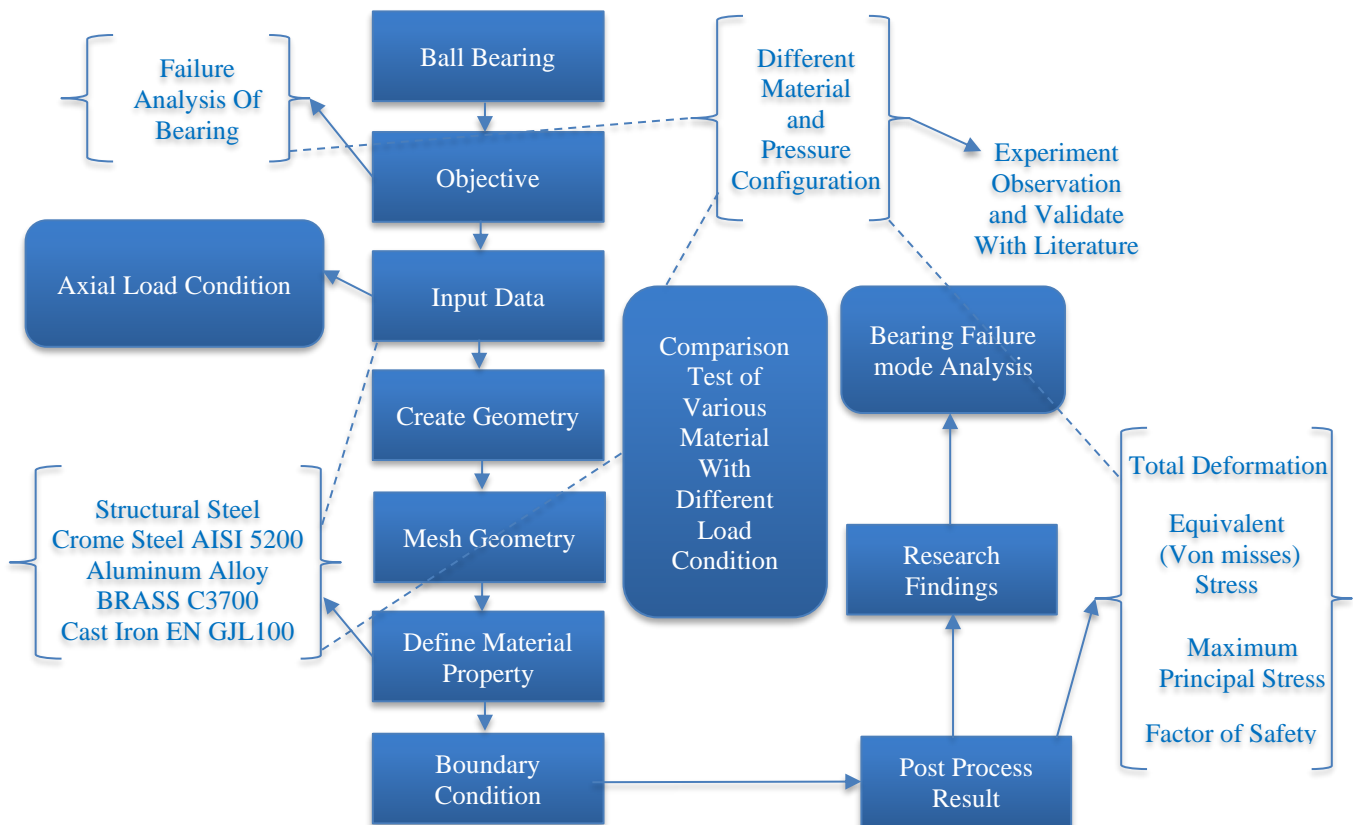 Ball Bearing
Failure
Analysis Of
Bearing
Objective
Different
Material
and
Pressure
Configuration
Experiment
Observation
and Validate
With Literature
Axial Load Condition
Input Data
Create Geometry
Mesh Geometry
Structural Steel
Crome Steel AISI 5200
Aluminum Alloy
BRASS C3700
Cast Iron EN GJL100
Define Material
Property
Boundary
Condition
Comparison
Test of
Various
Material
With
Different
Load
Condition
Bearing Failure
mode Analysis
Research
Findings
Post Process
Result
Total Deformation
Equivalent
(Von misses)
Stress
Maximum
Principal Stress
Factor of Safety